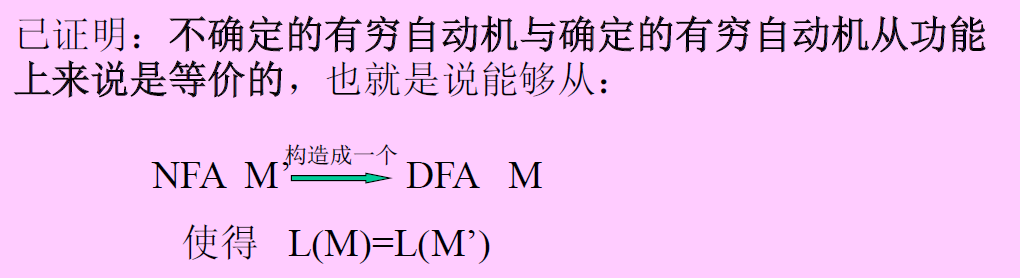 已证明：不确定的有穷自动机与确定的有穷自动机从功能
上来说是等价的，也就是说能够从：
构造成一个
NFA M’ DFA M
使得 L(M)=L(M’)